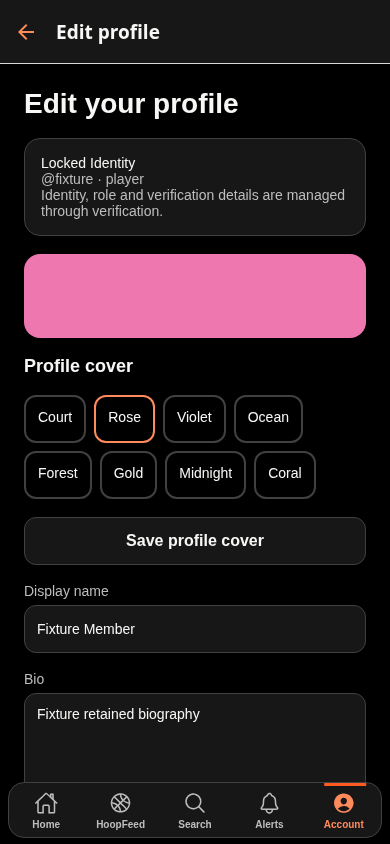 Edit profile
Edit your profile
Locked Identity
@fixture · player
Identity, role and verification details are managed
through verification.
Profile cover
Court Rose Violet Ocean
Forest Gold Midnight Coral
Save profile cover
Display name
Fixture Member
Bio
Fixture retained biography
Home HoopFeed Search Alerts Account